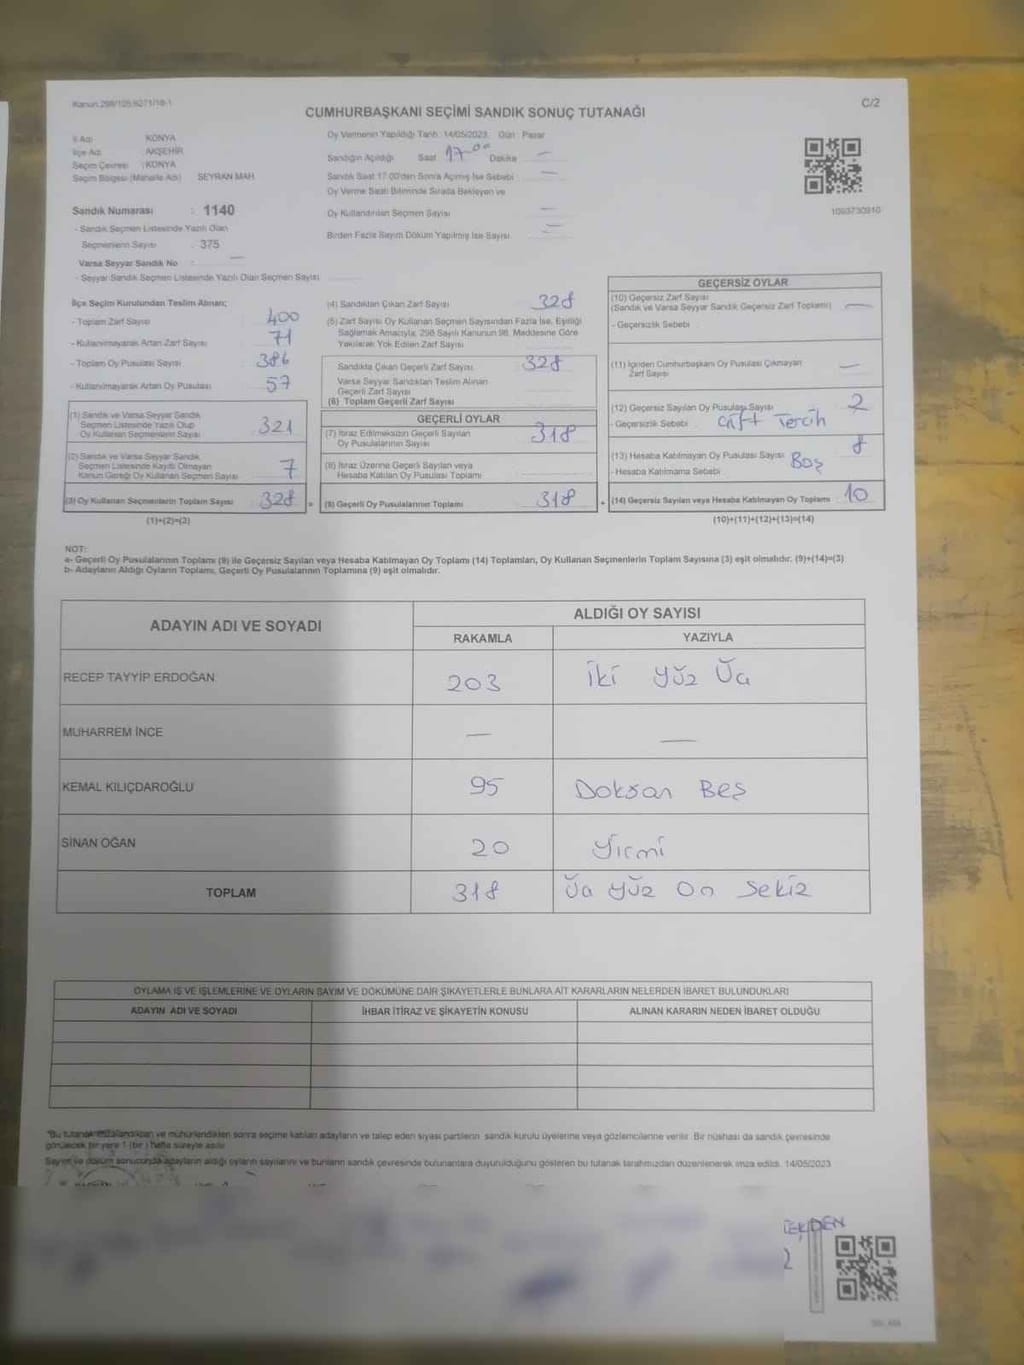 Kanun:298/105;6271/18-1
C/2
CUMHURBAŞKANI SEÇİMİ SANDIK SONUÇ TUTANAĞI
İl Adı KONYA
İlçe Adı AKŞEHİR
Seçim Çevresi : KONYA
Seçim Bölgesi (Mahalle Adı) SEYRAN MAH
Sandık Numarası : 1140
- Sandık Seçmen Listesinde Yazılı Olan
Seçmenlerin Sayısı : 375
Varsa Seyyar Sandık No —
- Seyyar Sandık Seçmen Listesinde Yazılı Olan Seçmen Sayısı
Oy Vermenin Yapıldığı Tarih: 14/05/2023 Gün : Pazar
Sandığın Açıldığı Saat 17:00 Dakika —
Sandık Saat 17.00'den Sonra Açımış İse Sebebi —
Oy Verme Saati Bitiminde Sırada Bekleyen ve
Oy Kullandırılan Seçmen Sayısı —
Birden Fazla Sayım Döküm Yapılmış İse Sayısı —
1093730910
İlçe Seçim Kurulundan Teslim Alınan;
- Toplam Zarf Sayısı 400
- Kullanılmayarak Artan Zarf Sayısı 71
- Toplam Oy Pusulası Sayısı 386
- Kullanılmayarak Artan Oy Pusulası 57
(1) Sandık ve Varsa Seyyar Sandık
Seçmen Listesinde Yazılı Olup
Oy Kullanan Seçmenlerin Sayısı 321
(2) Sandık ve Varsa Seyyar Sandık
Seçmen Listesinde Kayıtlı Olmayan
Kanun Gereği Oy Kullanan Seçmen Sayısı 7
(3) Oy Kullanan Seçmenlerin Toplam Sayısı 328 =
(1)+(2)=(3)
(4) Sandıktan Çıkan Zarf Sayısı 328
(5) Zarf Sayısı Oy Kullanan Seçmen Sayısından Fazla İse, Eşitliği
Sağlamak Amacıyla, 298 Sayılı Kanunun 98. Maddesine Göre
Yakılarak Yok Edilen Zarf Sayısı
Sandıkta Çıkan Geçerli Zarf Sayısı 328
Varsa Seyyar Sandıktan Teslim Alınan
Geçerli Zarf Sayısı
(6) Toplam Geçerli Zarf Sayısı
GEÇERLİ OYLAR
(7) İtiraz Edilmeksizin Geçerli Sayılan
Oy Pusulalarının Sayısı 318
(8) İtiraz Üzerine Geçerli Sayılan veya
Hesaba Katılan Oy Pusulası Toplamı
(9) Geçerli Oy Pusulalarının Toplamı 318 +
GEÇERSİZ OYLAR
(10) Geçersiz Zarf Sayısı
(Sandık ve Varsa Seyyar Sandık Geçersiz Zarf Toplamı) —
- Geçersizlik Sebebi
(11) İçinden Cumhurbaşkanı Oy Pusulası Çıkmayan
Zarf Sayısı —
(12) Geçersiz Sayılan Oy Pusulası Sayısı 2
- Geçersizlik Sebebi Çift Tercih
(13) Hesaba Katılmayan Oy Pusulası Sayısı 8
- Hesaba Katılmama Sebebi Boş
(14) Geçersiz Sayılan veya Hesaba Katılmayan Oy Toplamı 10
(10)+(11)+(12)+(13)=(14)
NOT:
a- Geçerli Oy Pusulalarının Toplamı (9) ile Geçersiz Sayılan veya Hesaba Katılmayan Oy Toplamı (14) Toplamları, Oy Kullanan Seçmenlerin Toplam Sayısına (3) eşit olmalıdır. (9)+(14)=(3)
b- Adayların Aldığı Oyların Toplamı, Geçerli Oy Pusulalarının Toplamına (9) eşit olmalıdır.
ADAYIN ADI VE SOYADI
ALDIĞI OY SAYISI
RAKAMLA YAZIYLA
RECEP TAYYİP ERDOĞAN 203 İki Yüz Üç
MUHARREM İNCE — —
KEMAL KILIÇDAROĞLU 95 Doksan Beş
SİNAN OĞAN 20 Yirmi
TOPLAM 318 Üç Yüz On Sekiz
OYLAMA İŞ VE İŞLEMLERİNE VE OYLARIN SAYIM VE DÖKÜMÜNE DAİR ŞİKAYETLERLE BUNLARA AİT KARARLARIN NELERDEN İBARET BULUNDUKLARI
ADAYIN ADI VE SOYADI İHBAR İTİRAZ VE ŞİKAYETİN KONUSU ALINAN KARARIN NEDEN İBARET OLDUĞU
*Bu tutanak imzalandıktan ve mühürlendikten sonra seçime katılan adayların ve talep eden siyasi partilerin sandık kurulu üyelerine veya gözlemcilerine verilir. Bir nüshası da sandık çevresinde
görülecek bir yere 1 (bir) hafta süreyle asılır.
Sayım ve döküm sonucunda adayların aldığı oyların sayılarını ve bunların sandık çevresinde bulunanlara duyurulduğunu gösteren bu tutanak tarafımızdan düzenlenerek imza edildi. 14/05/2023